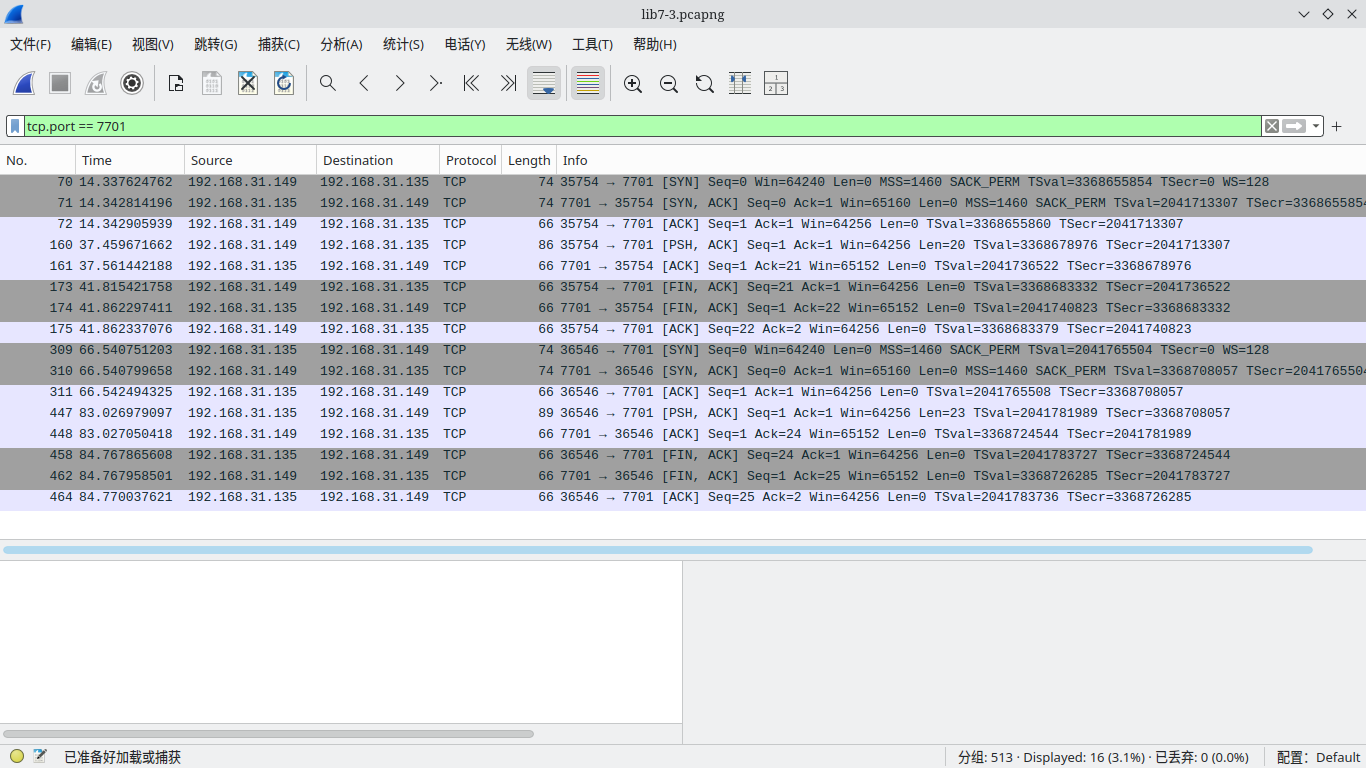 lib7-3.pcapng
文件(F) 编辑(E) 视图(V) 跳转(G) 捕获(C) 分析(A) 统计(S) 电话(Y) 无线(W) 工具(T) 帮助(H)
tcp.port == 7701
No. Time Source Destination Protocol Length Info
70 14.337624762 192.168.31.149 192.168.31.135 TCP 74 35754 → 7701 [SYN] Seq=0 Win=64240 Len=0 MSS=1460 SACK_PERM TSval=3368655854 TSecr=0 WS=128
71 14.342814196 192.168.31.135 192.168.31.149 TCP 74 7701 → 35754 [SYN, ACK] Seq=0 Ack=1 Win=65160 Len=0 MSS=1460 SACK_PERM TSval=2041713307 TSecr=3368655854
72 14.342905939 192.168.31.149 192.168.31.135 TCP 66 35754 → 7701 [ACK] Seq=1 Ack=1 Win=64256 Len=0 TSval=3368655860 TSecr=2041713307
160 37.459671662 192.168.31.149 192.168.31.135 TCP 86 35754 → 7701 [PSH, ACK] Seq=1 Ack=1 Win=64256 Len=20 TSval=3368678976 TSecr=2041713307
161 37.561442188 192.168.31.135 192.168.31.149 TCP 66 7701 → 35754 [ACK] Seq=1 Ack=21 Win=65152 Len=0 TSval=2041736522 TSecr=3368678976
173 41.815421758 192.168.31.149 192.168.31.135 TCP 66 35754 → 7701 [FIN, ACK] Seq=21 Ack=1 Win=64256 Len=0 TSval=3368683332 TSecr=2041736522
174 41.862297411 192.168.31.135 192.168.31.149 TCP 66 7701 → 35754 [FIN, ACK] Seq=1 Ack=22 Win=65152 Len=0 TSval=2041740823 TSecr=3368683332
175 41.862337076 192.168.31.149 192.168.31.135 TCP 66 35754 → 7701 [ACK] Seq=22 Ack=2 Win=64256 Len=0 TSval=3368683379 TSecr=2041740823
309 66.540751203 192.168.31.135 192.168.31.149 TCP 74 36546 → 7701 [SYN] Seq=0 Win=64240 Len=0 MSS=1460 SACK_PERM TSval=2041765504 TSecr=0 WS=128
310 66.540799658 192.168.31.149 192.168.31.135 TCP 74 7701 → 36546 [SYN, ACK] Seq=0 Ack=1 Win=65160 Len=0 MSS=1460 SACK_PERM TSval=3368708057 TSecr=2041765504
311 66.542494325 192.168.31.135 192.168.31.149 TCP 66 36546 → 7701 [ACK] Seq=1 Ack=1 Win=64256 Len=0 TSval=2041765508 TSecr=3368708057
447 83.026979097 192.168.31.135 192.168.31.149 TCP 89 36546 → 7701 [PSH, ACK] Seq=1 Ack=1 Win=64256 Len=23 TSval=2041781989 TSecr=3368708057
448 83.027050418 192.168.31.149 192.168.31.135 TCP 66 7701 → 36546 [ACK] Seq=1 Ack=24 Win=65152 Len=0 TSval=3368724544 TSecr=2041781989
458 84.767865608 192.168.31.135 192.168.31.149 TCP 66 36546 → 7701 [FIN, ACK] Seq=24 Ack=1 Win=64256 Len=0 TSval=2041783727 TSecr=3368724544
462 84.767958501 192.168.31.149 192.168.31.135 TCP 66 7701 → 36546 [FIN, ACK] Seq=1 Ack=25 Win=65152 Len=0 TSval=3368726285 TSecr=2041783727
464 84.770037621 192.168.31.135 192.168.31.149 TCP 66 36546 → 7701 [ACK] Seq=25 Ack=2 Win=64256 Len=0 TSval=2041783736 TSecr=3368726285
已准备好加载或捕获 分组: 513 · Displayed: 16 (3.1%) · 已丢弃: 0 (0.0%) 配置：Default